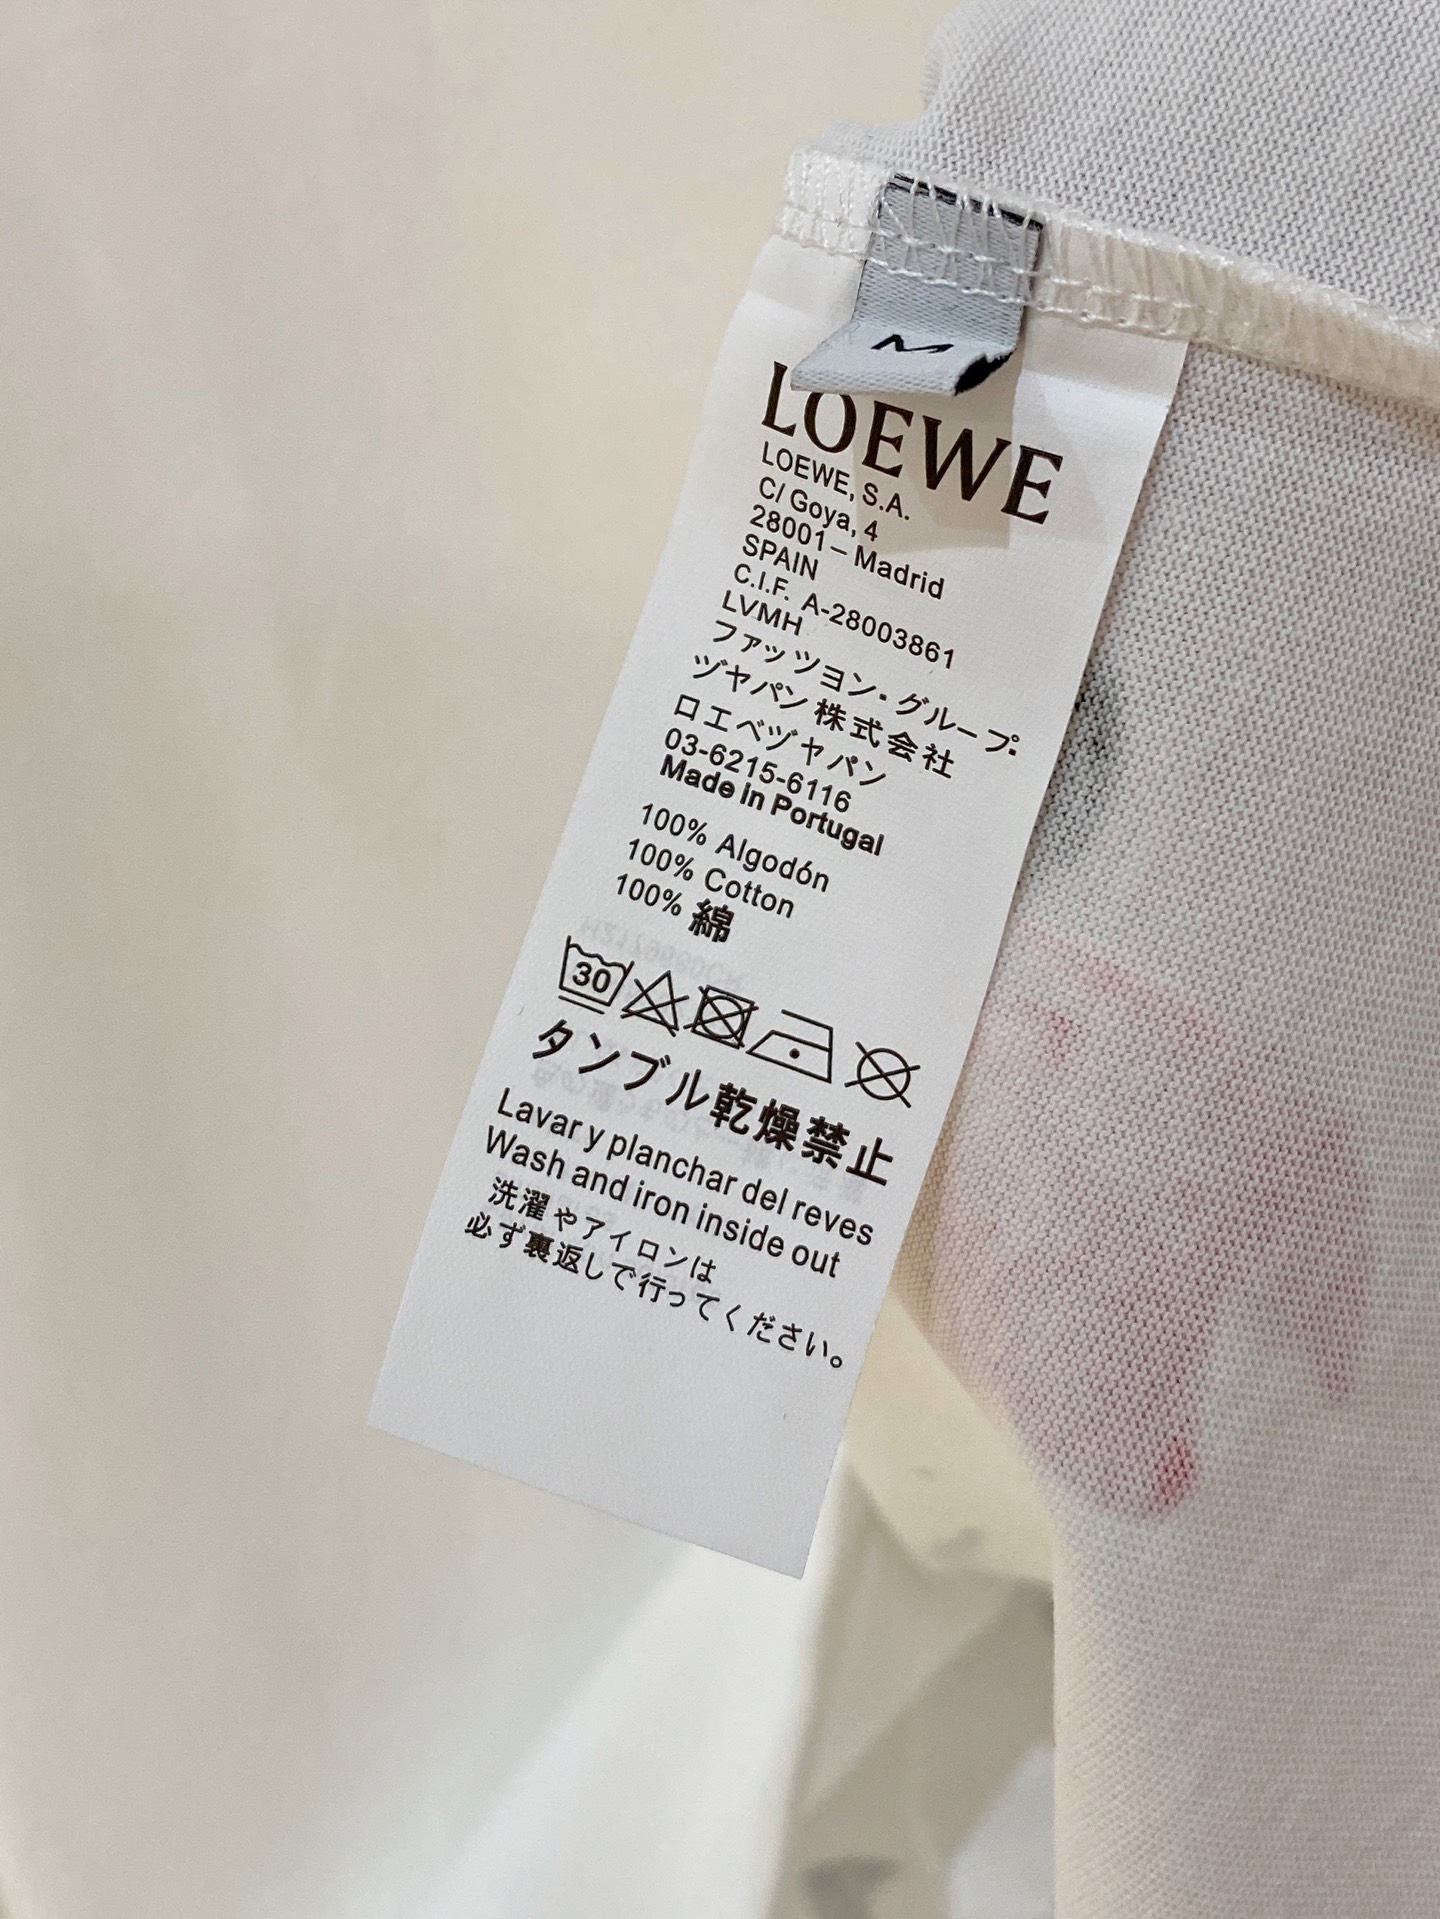 M
LOEWE
LOEWE, S.A.
C/ Goya, 4
28001 – Madrid
SPAIN
C.I.F. A-28003861
LVMH
ファッツヨン・グループ・
ヅヤパン株式会社
ロエベヅヤパン
03-6215-6116
Made in Portugal
100% Algodón
100% Cotton
100% 綿
30
タンブル乾燥禁止
Lavar y planchar del reves
Wash and iron inside out
洗濯やアイロンは
必ず裏返しで行ってください。